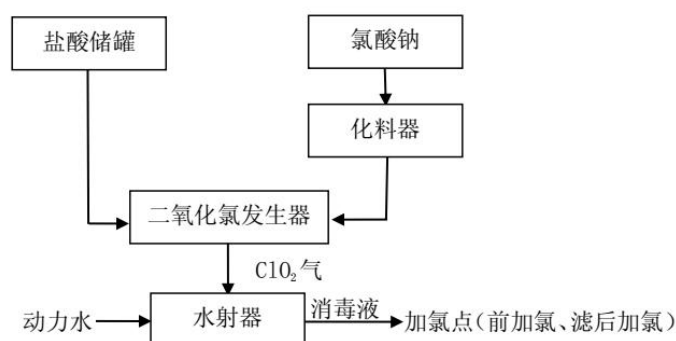 盐酸储罐
氯酸钠
化料器
二氧化氯发生器
ClO₂气
动力水
水射器
消毒液
加氯点(前加氯、滤后加氯)